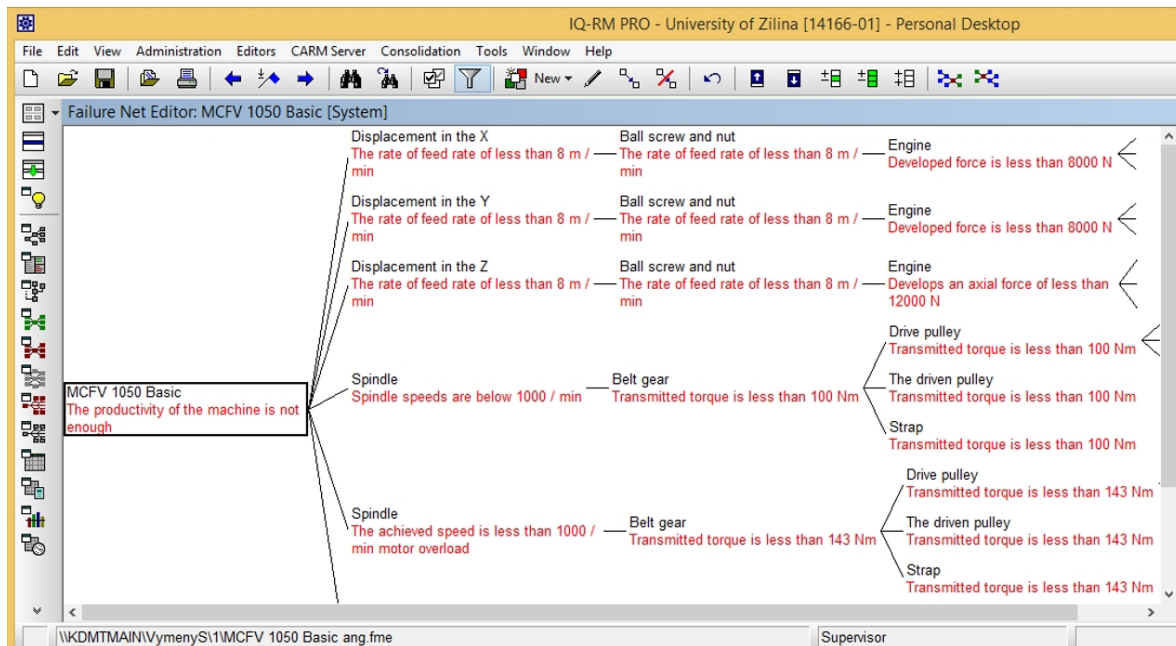 IQ-RM PRO - University of Zilina [14166-01] - Personal Desktop
File Edit View Administration Editors CARM Server Consolidation Tools Window Help
New
Failure Net Editor: MCFV 1050 Basic [System]
Displacement in the X
The rate of feed rate of less than 8 m /
min
Ball screw and nut
The rate of feed rate of less than 8 m /
min
Engine
Developed force is less than 8000 N
Displacement in the Y
The rate of feed rate of less than 8 m /
min
Ball screw and nut
The rate of feed rate of less than 8 m /
min
Engine
Developed force is less than 8000 N
Displacement in the Z
The rate of feed rate of less than 8 m /
min
Ball screw and nut
The rate of feed rate of less than 8 m /
min
Engine
Develops an axial force of less than
12000 N
MCFV 1050 Basic
The productivity of the machine is not
enough
Spindle
Spindle speeds are below 1000 / min
Belt gear
Transmitted torque is less than 100 Nm
Drive pulley
Transmitted torque is less than 100 Nm
The driven pulley
Transmitted torque is less than 100 Nm
Strap
Transmitted torque is less than 100 Nm
Spindle
The achieved speed is less than 1000 /
min motor overload
Belt gear
Transmitted torque is less than 143 Nm
Drive pulley
Transmitted torque is less than 143 Nm
The driven pulley
Transmitted torque is less than 143 Nm
Strap
Transmitted torque is less than 143 Nm
\\KDMTMAIN\VymenyS\1\MCFV 1050 Basic ang.fme
Supervisor